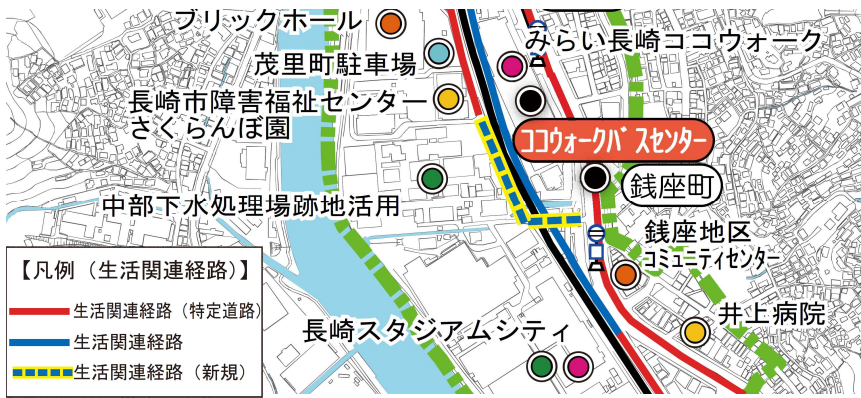 ブリックホール
みらい長崎ココウォーク
茂里町駐車場
長崎市障害福祉センター
さくらんぼ園
ココウォークバスセンター
銭座町
中部下水処理場跡地活用
銭座地区
コミュニティセンター
【凡例（生活関連経路）】
生活関連経路（特定道路）
生活関連経路
生活関連経路（新規）
長崎スタジアムシティ
井上病院